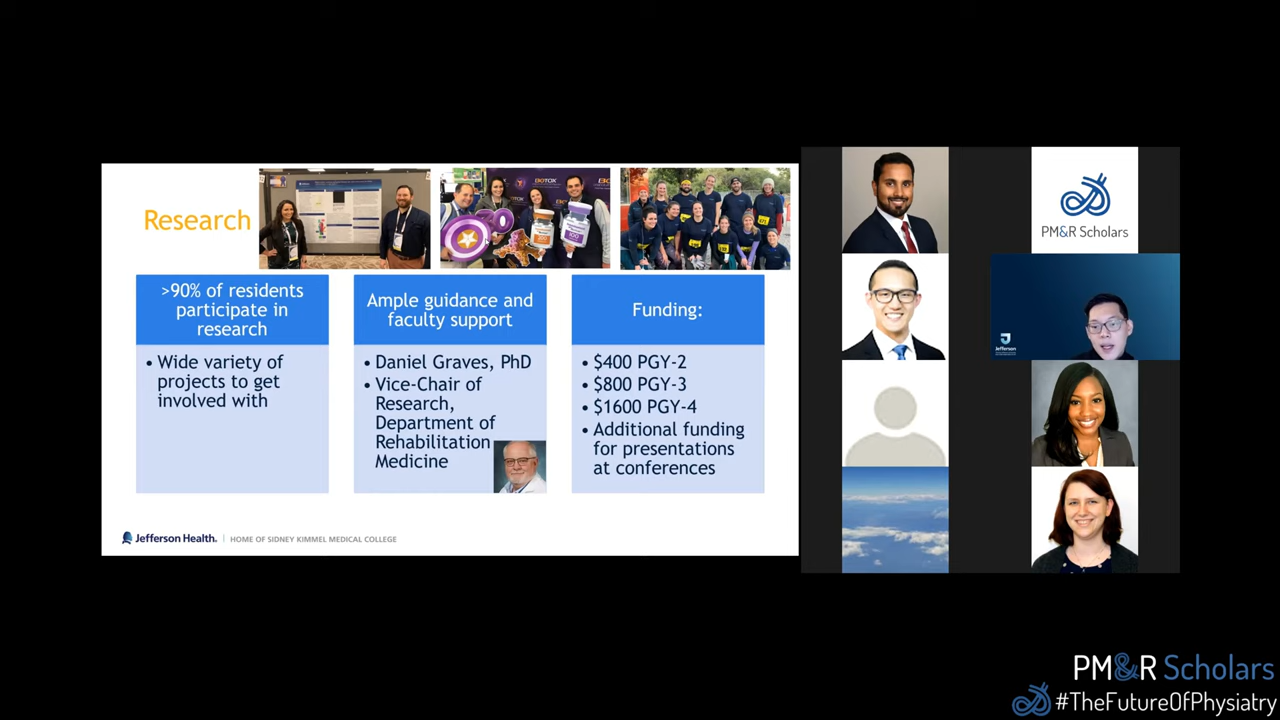 Research
BOTOX
>90% of residents
participate in
research
• Wide variety of
projects to get
involved with
Ample guidance and
faculty support
• Daniel Graves, PhD
• Vice-Chair of
Research,
Department of
Rehabilitation
Medicine
Funding:
• $400 PGY-2
• $800 PGY-3
• $1600 PGY-4
• Additional funding
for presentations
at conferences
Jefferson Health. | HOME OF SIDNEY KIMMEL MEDICAL COLLEGE
PM&R Scholars
Jefferson
PM&R Scholars
#TheFutureOfPhysiatry